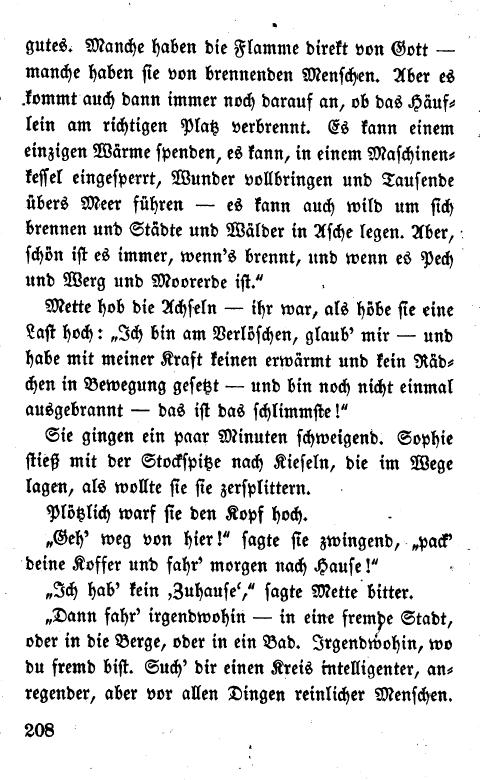 gutes. Manche haben die Flamme direkt von Gott —
manche haben sie von brennenden Menschen. Aber es
kommt auch dann immer noch darauf an, ob das Häuf-
lein am richtigen Platz verbrennt. Es kann einem
einzigen Wärme spenden, es kann, in einem Maschinen-
kessel eingesperrt, Wunder vollbringen und Tausende
übers Meer führen — es kann auch wild um sich
brennen und Städte und Wälder in Asche legen. Aber,
schön ist es immer, wenn's brennt, und wenn es Pech
und Werg und Moorerde ist.“
Mette hob die Achseln — ihr war, als höbe sie eine
Last hoch: „Ich bin am Verlöschen, glaub' mir — und
habe mit meiner Kraft keinen erwärmt und kein Räd-
chen in Bewegung gesetzt — und bin noch nicht einmal
ausgebrannt — das ist das schlimmste!“
Sie gingen ein paar Minuten schweigend. Sophie
stieß mit der Stockspitze nach Kieseln, die im Wege
lagen, als wollte sie sie zersplittern.
Plötzlich warf sie den Kopf hoch.
„Geh' weg von hier!“ sagte sie zwingend, „pack'
deine Koffer und fahr' morgen nach Hause!“
„Ich hab' kein ‚Zuhause‘,“ sagte Mette bitter.
„Dann fahr' irgendwohin — in eine fremde Stadt,
oder in die Berge, oder in ein Bad. Irgendwohin, wo
du fremd bist. Such' dir einen Kreis intelligenter, an-
regender, aber vor allen Dingen reinlicher Menschen.
208